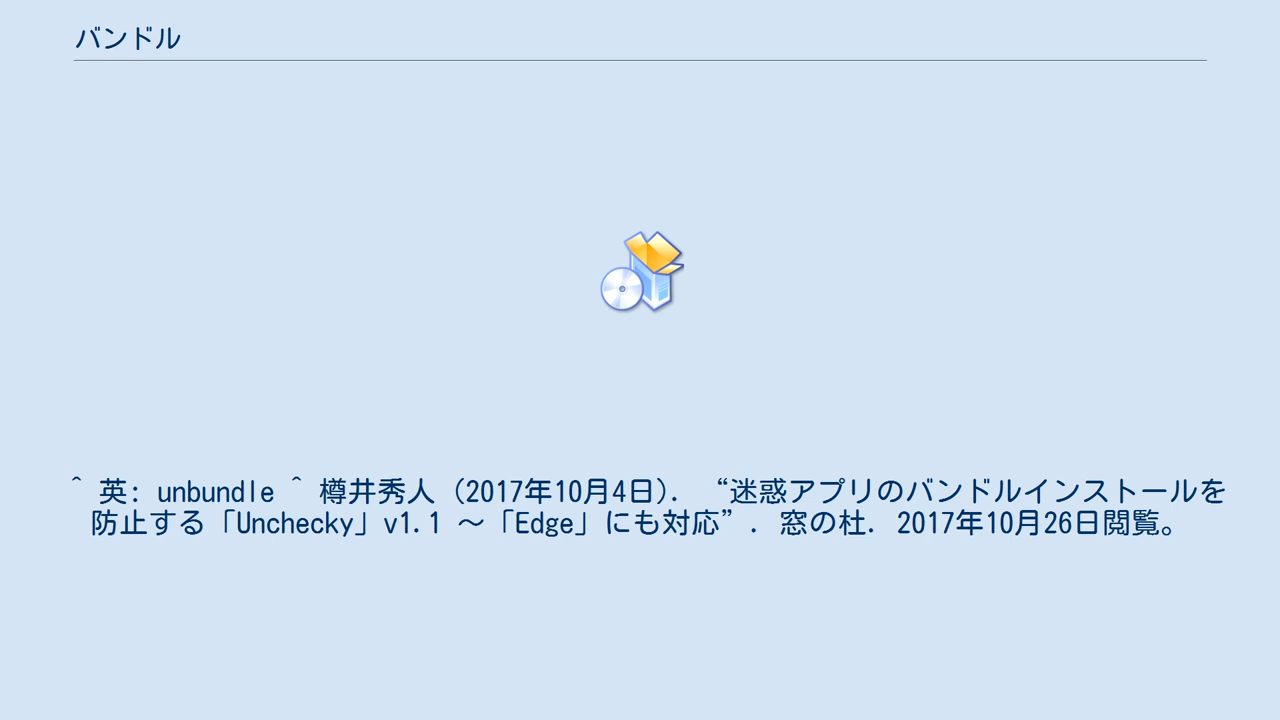 バンドル
^ 英: unbundle ^ 樽井秀人 (2017年10月4日). “迷惑アプリのバンドルインストールを
防止する「Unchecky」v1.1 ～「Edge」にも対応”. 窓の杜. 2017年10月26日閲覧。